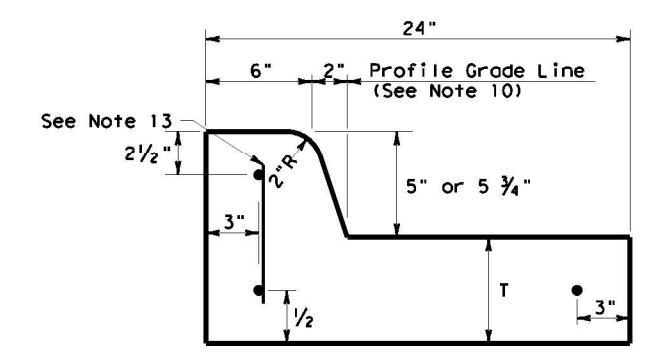 24"
6"
2"
Profile Grade Line
(See Note 10)
See Note 13
2½"
2"R
5" or 5 ¾"
3"
T
½
3"